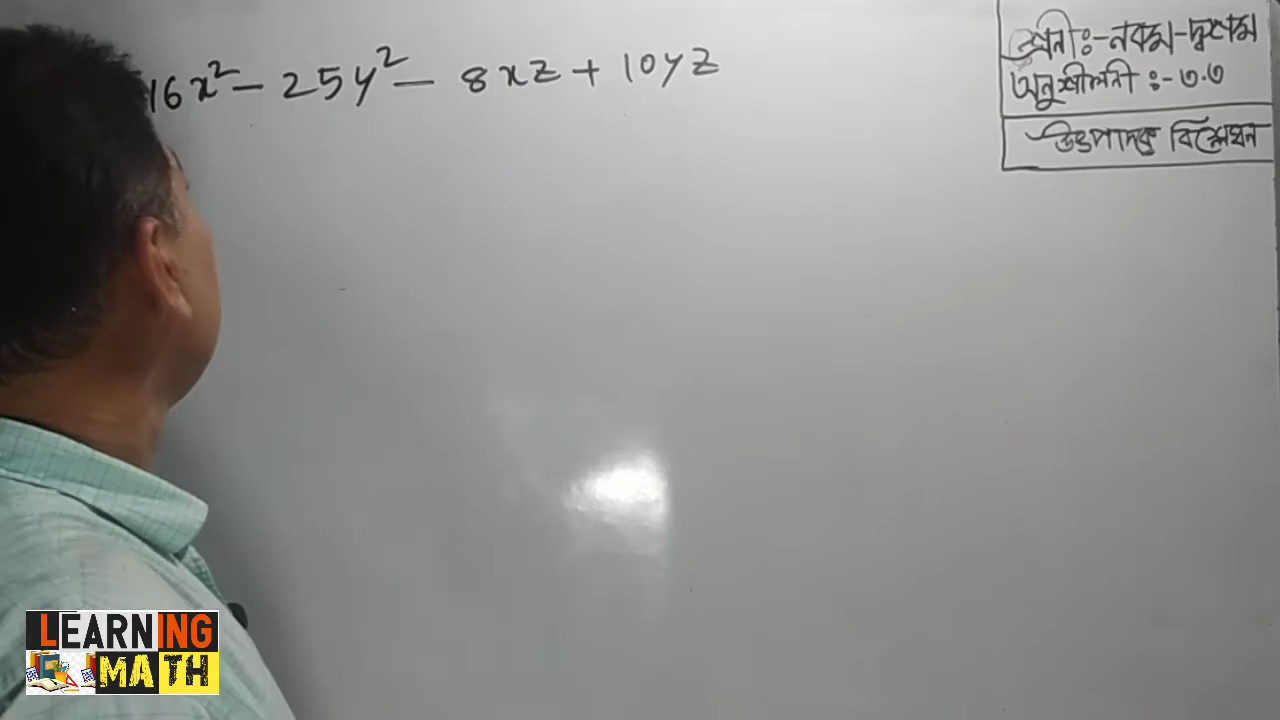 16x² - 25y² - 8xz + 10yz
শ্রেনীঃ-নবম-দশম
অনুশীলনী ঃ- ৩.৩
উৎপাদক বিশ্লেষন
LEARNING
MATH